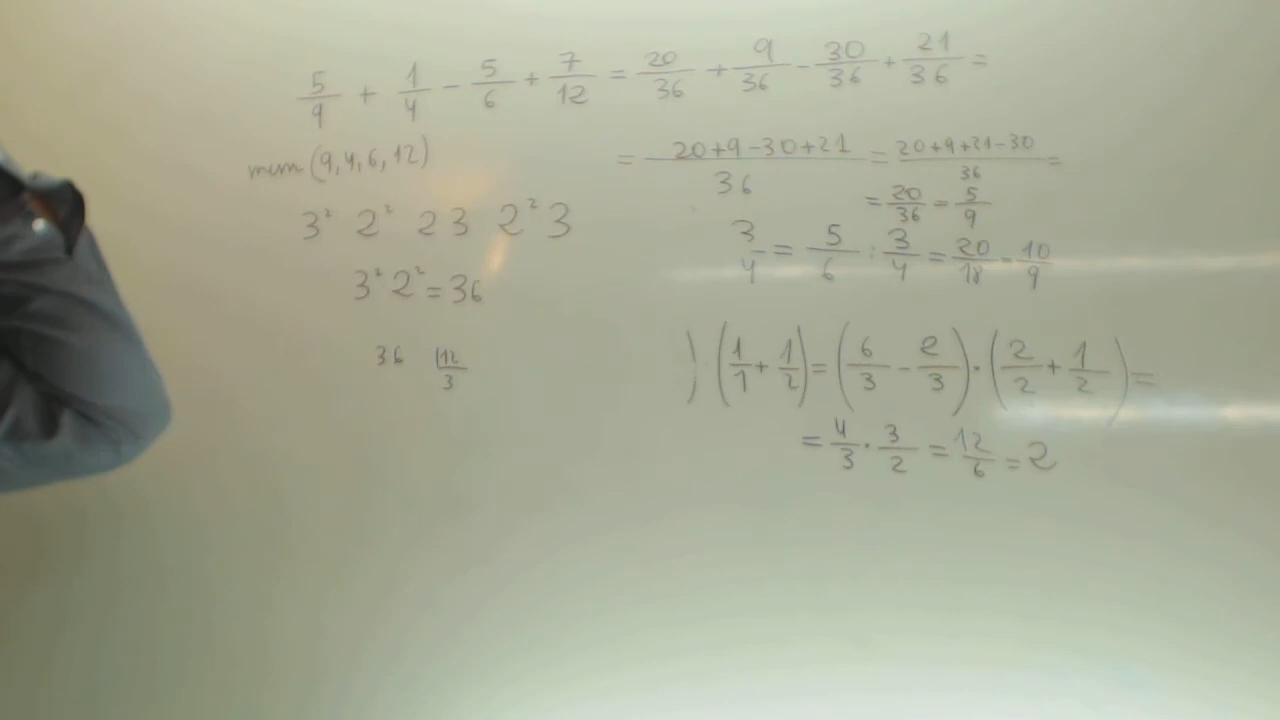 5/9 + 1/4 - 5/6 + 7/12 = 20/36 + 9/36 - 30/36 + 21/36 =
mcm (9, 4, 6, 12)
3² 2² 2 3 2² 3
3² 2² = 36
36 12
3
= 20+9-30+21/36 = 20+9+21-30/36 =
= 20/36 = 5/9
3/4 = 5/6 : 3/4 = 20/18 = 10/9
) · (1/1 + 1/2) = (6/3 - 2/3) · (2/2 + 1/2) =
= 4/3 · 3/2 = 12/6 = 2